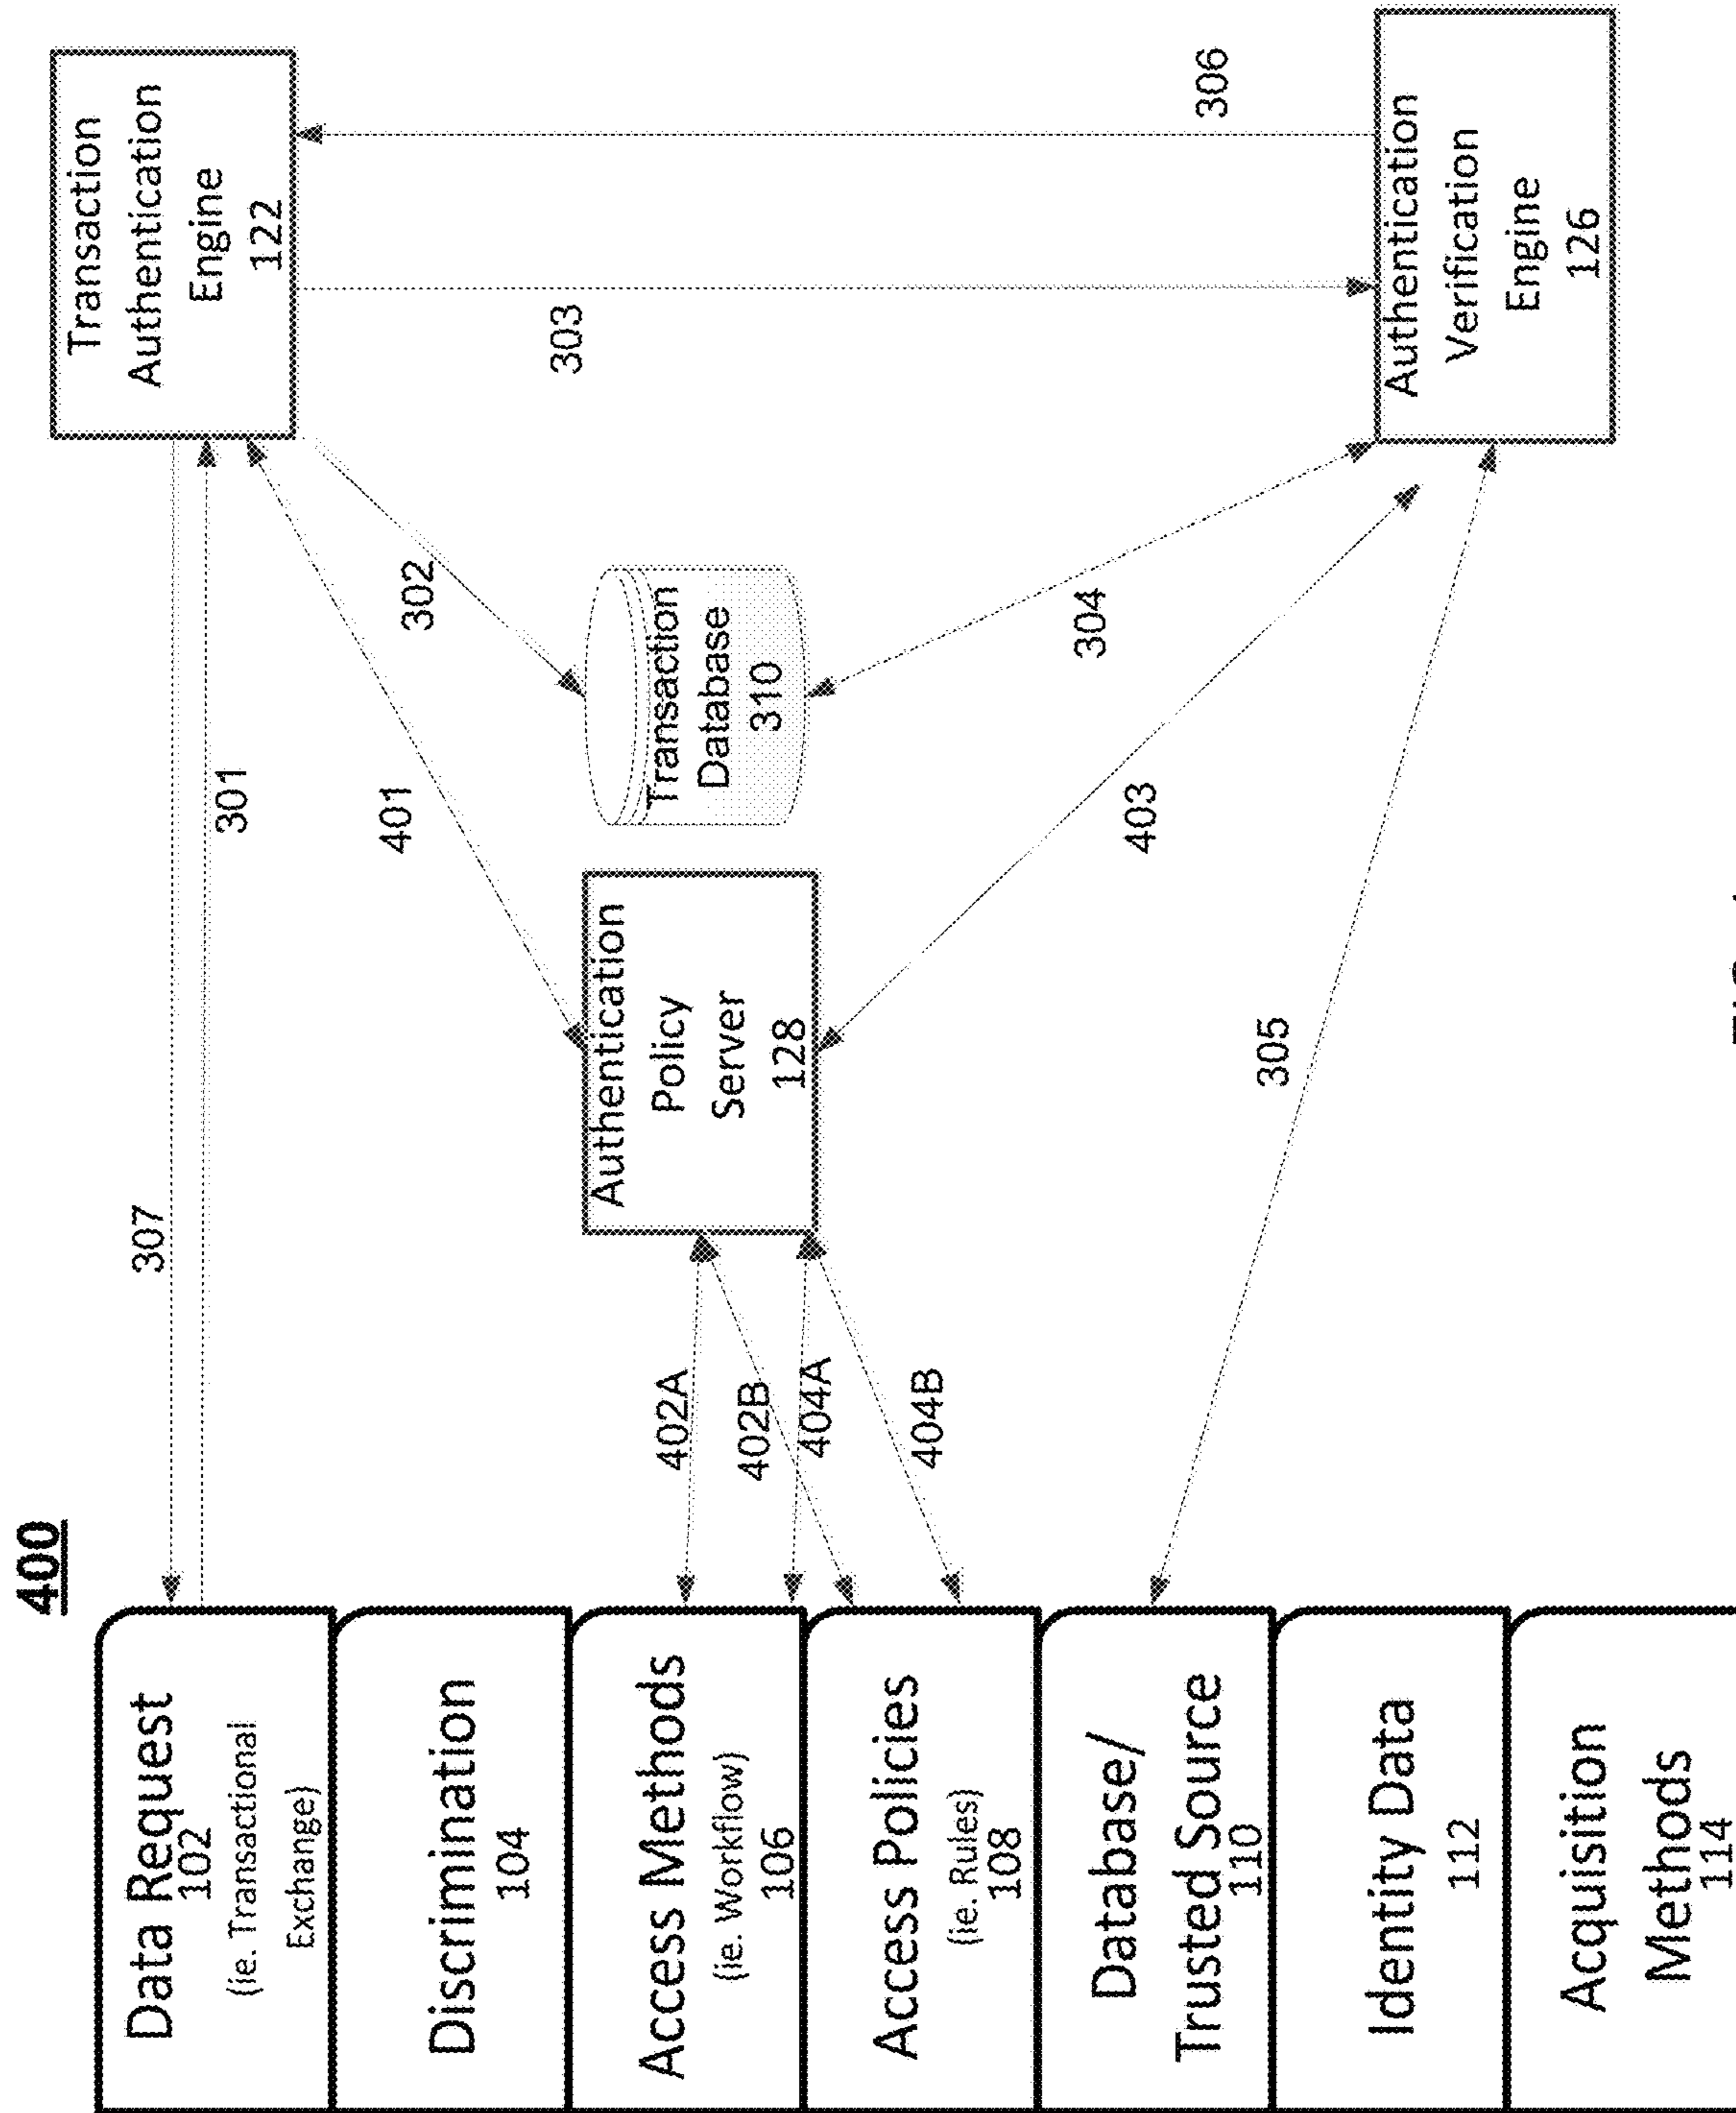 400
Data Request
102
(ie. Transactional
Exchange)
Discrimination
104
Access Methods
(ie. Workflow)
106
Access Policies
(ie. Rules)
108
Database/
Trusted Source
110
Identity Data
112
Acquisition
Methods
114
307
301
401
302
303
306
402A
402B
404A
404B
304
403
305
Transaction
Authentication
Engine
122
Authentication
Policy
Server
128
Transaction
Database
310
Authentication
Verification
Engine
126